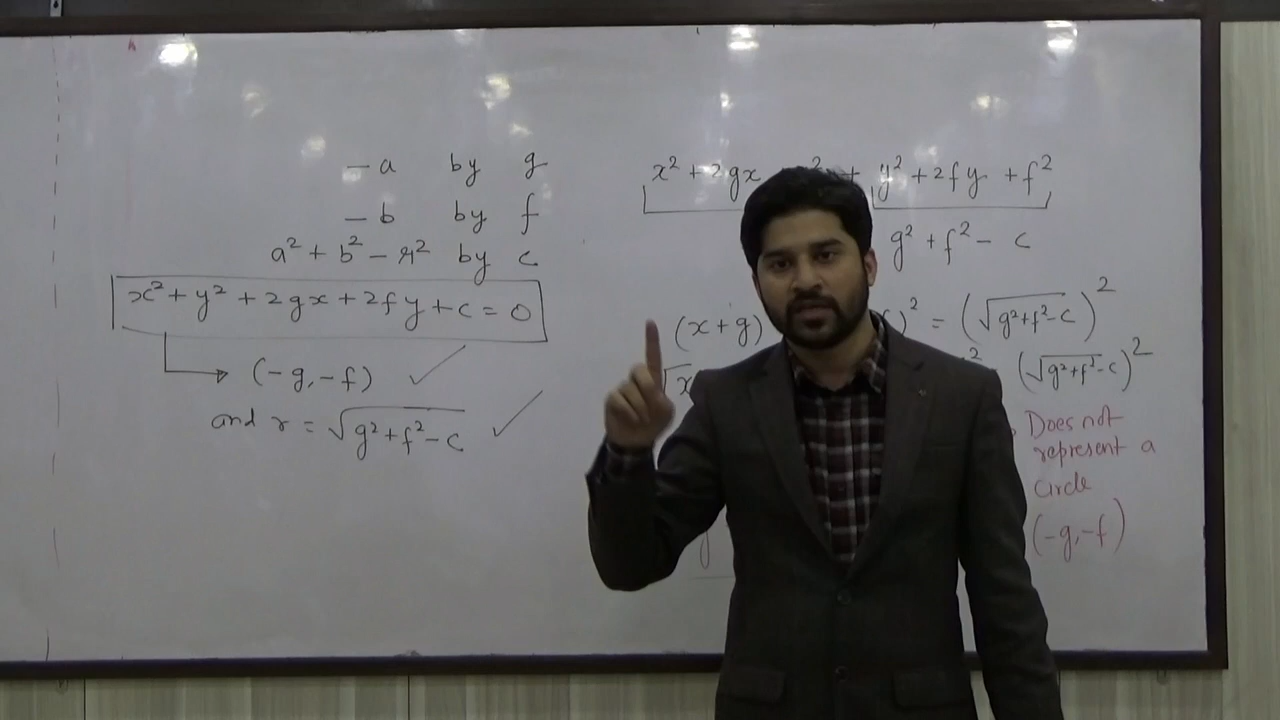 − a by g
− b by f
a² + b² − r² by c
x² + y² + 2gx + 2fy + c = 0
(−g, −f) ✓
and r = √(g² + f² − c) ✓
x² + 2gx + y² + 2fy + f²
g² + f² − c
(x + g) )² = (√(g² + f² − c))²
x ² (√(g² + f² − c))²
Does not
represent a
circle
(−g, −f)